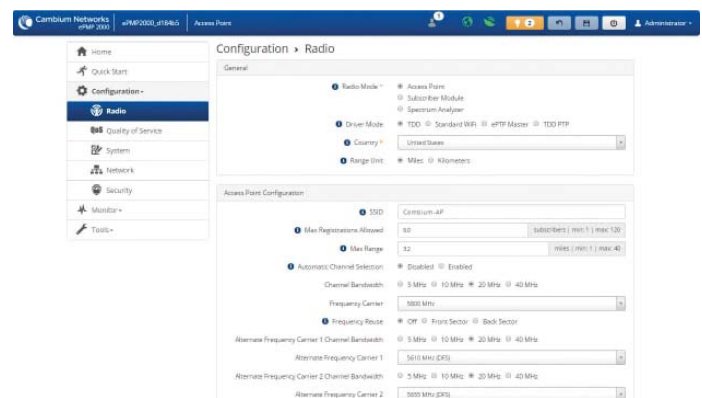 Cambium Networks
ePMP 2000
ePMP2000_d184b5
Access Point
0
2
Administrator
Home
Quick Start
Configuration
Radio
Quality of Service
System
Network
Security
Monitor
Tools
Configuration › Radio
General
Radio Mode * Access Point
Subscriber Module
Spectrum Analyzer
Driver Mode TDD Standard WiFi ePTP Master TDD PTP
Country * United States
Range Unit Miles Kilometers
Access Point Configuration
SSID Cambium-AP
Max Registrations Allowed 60 subscribers | min: 1 | max: 120
Max Range 32 miles | min: 1 | max: 40
Automatic Channel Selection Disabled Enabled
Channel Bandwidth 5 MHz 10 MHz 20 MHz 40 MHz
Frequency Carrier 5800 MHz
Frequency Reuse Off Front Sector Back Sector
Alternate Frequency Carrier 1 Channel Bandwidth 5 MHz 10 MHz 20 MHz 40 MHz
Alternate Frequency Carrier 1 5610 MHz (DFS)
Alternate Frequency Carrier 2 Channel Bandwidth 5 MHz 10 MHz 20 MHz 40 MHz
Alternate Frequency Carrier 2 5655 MHz (DFS)